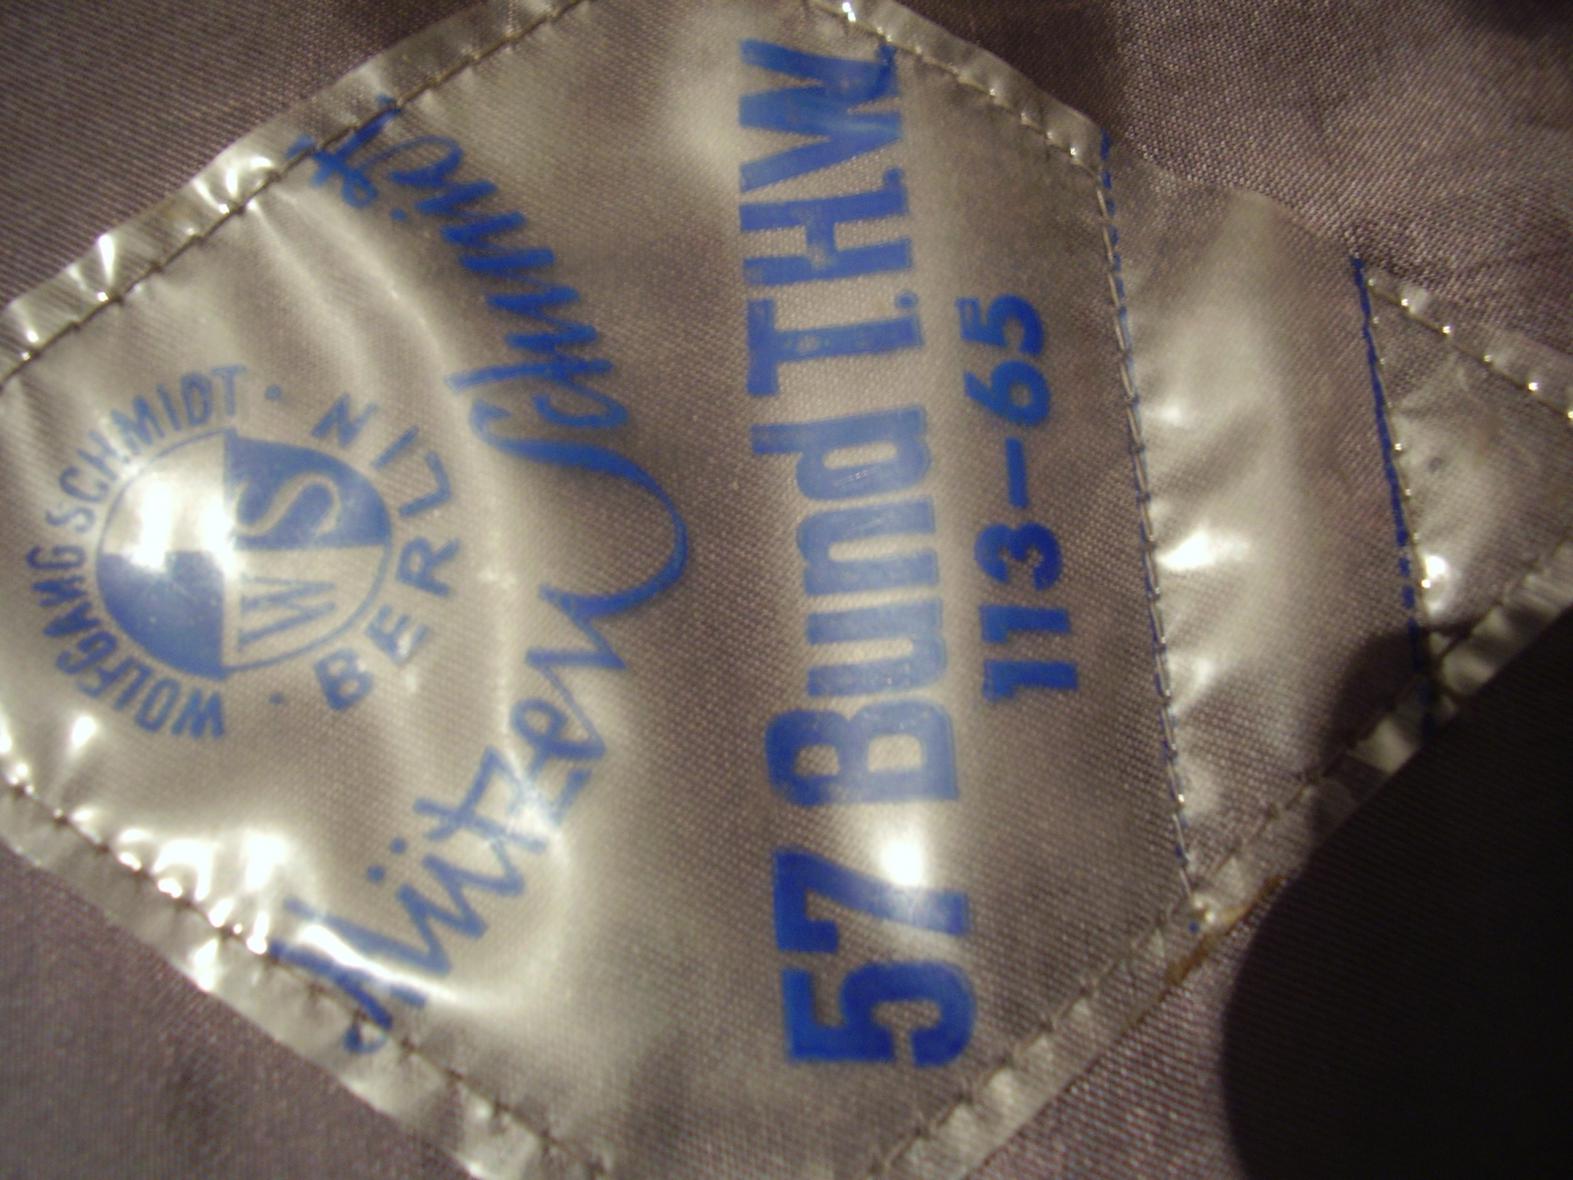 WOLFGANG SCHMIDT · BERLIN ·
WS
Mützen Schmidt
57 Bund T.H.W
113-65